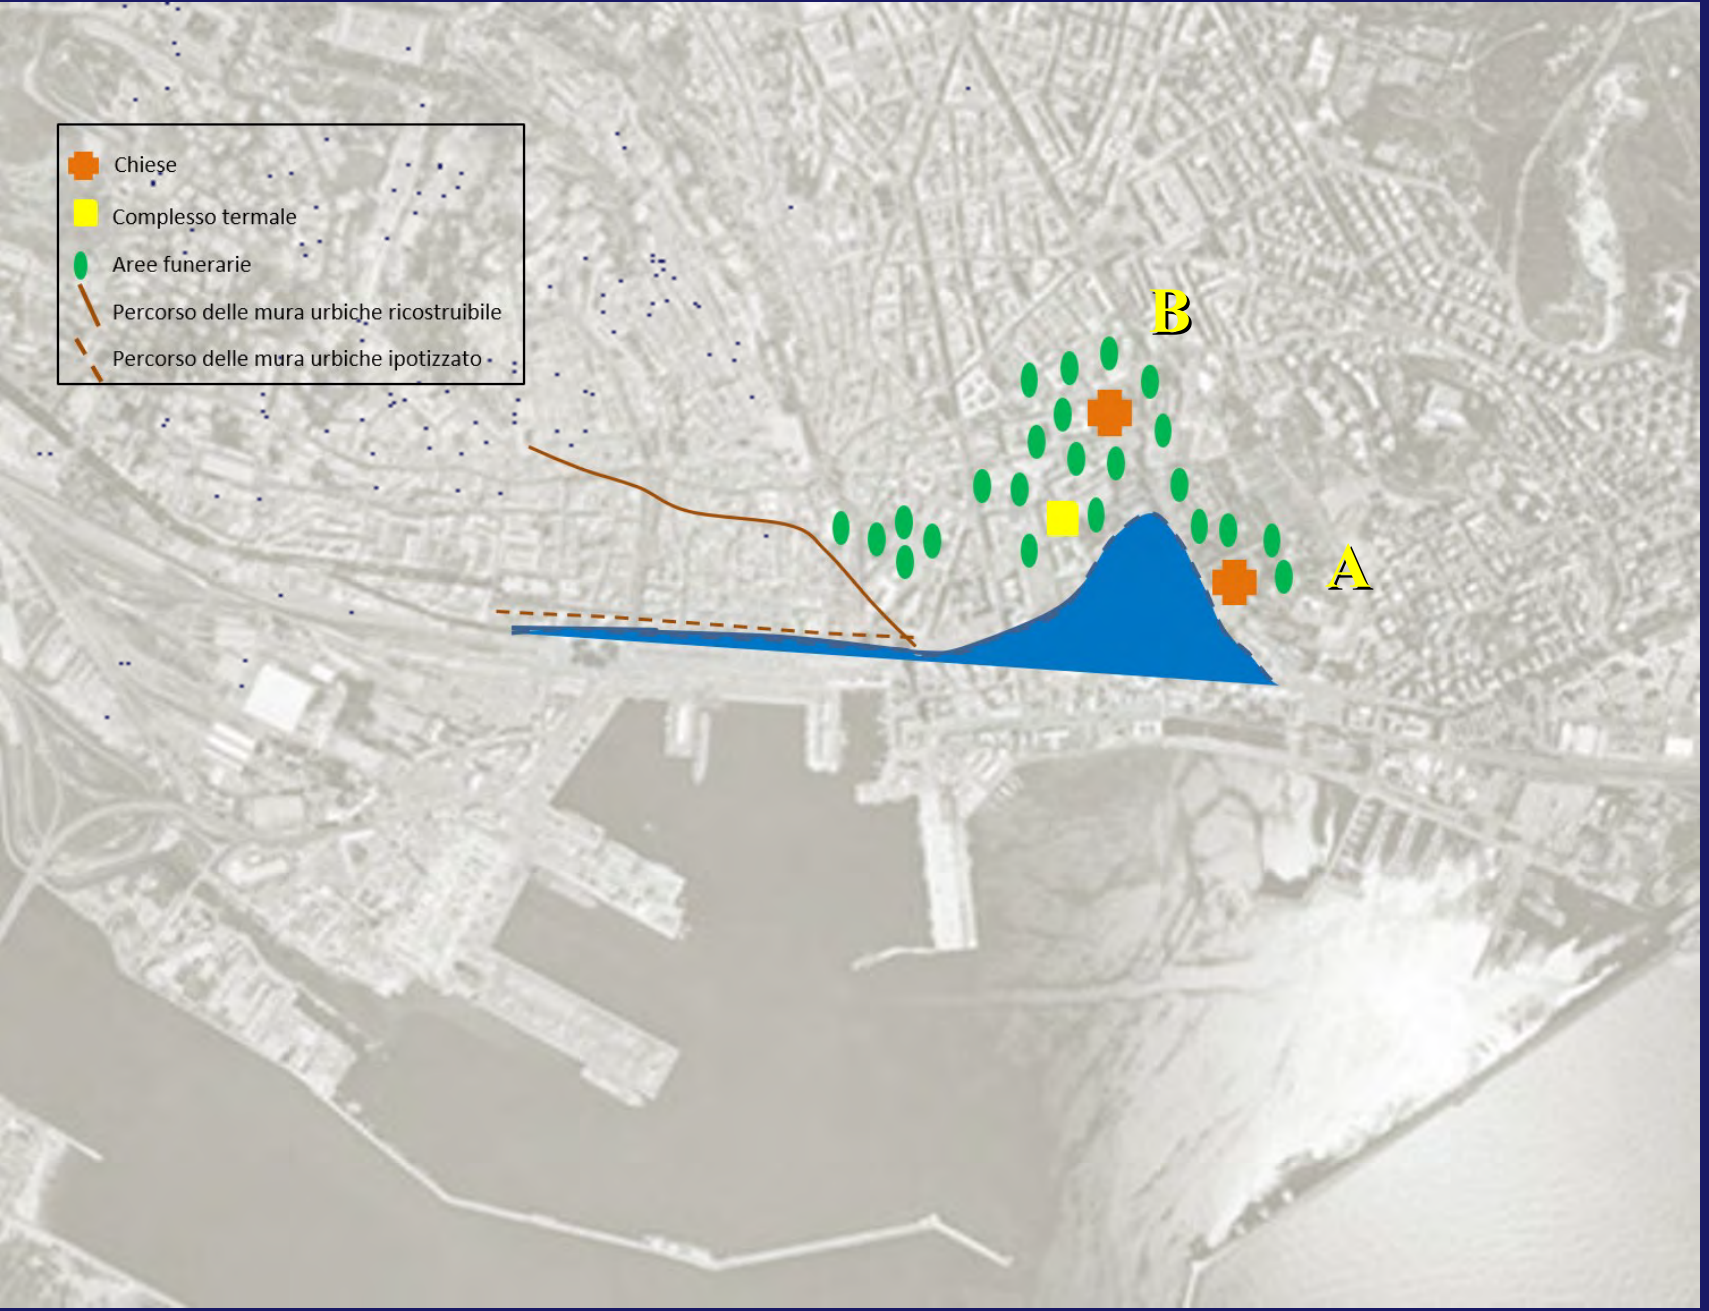 Chiese
Complesso termale
Aree funerarie
Percorso delle mura urbiche ricostruibile
Percorso delle mura urbiche ipotizzato
B
A